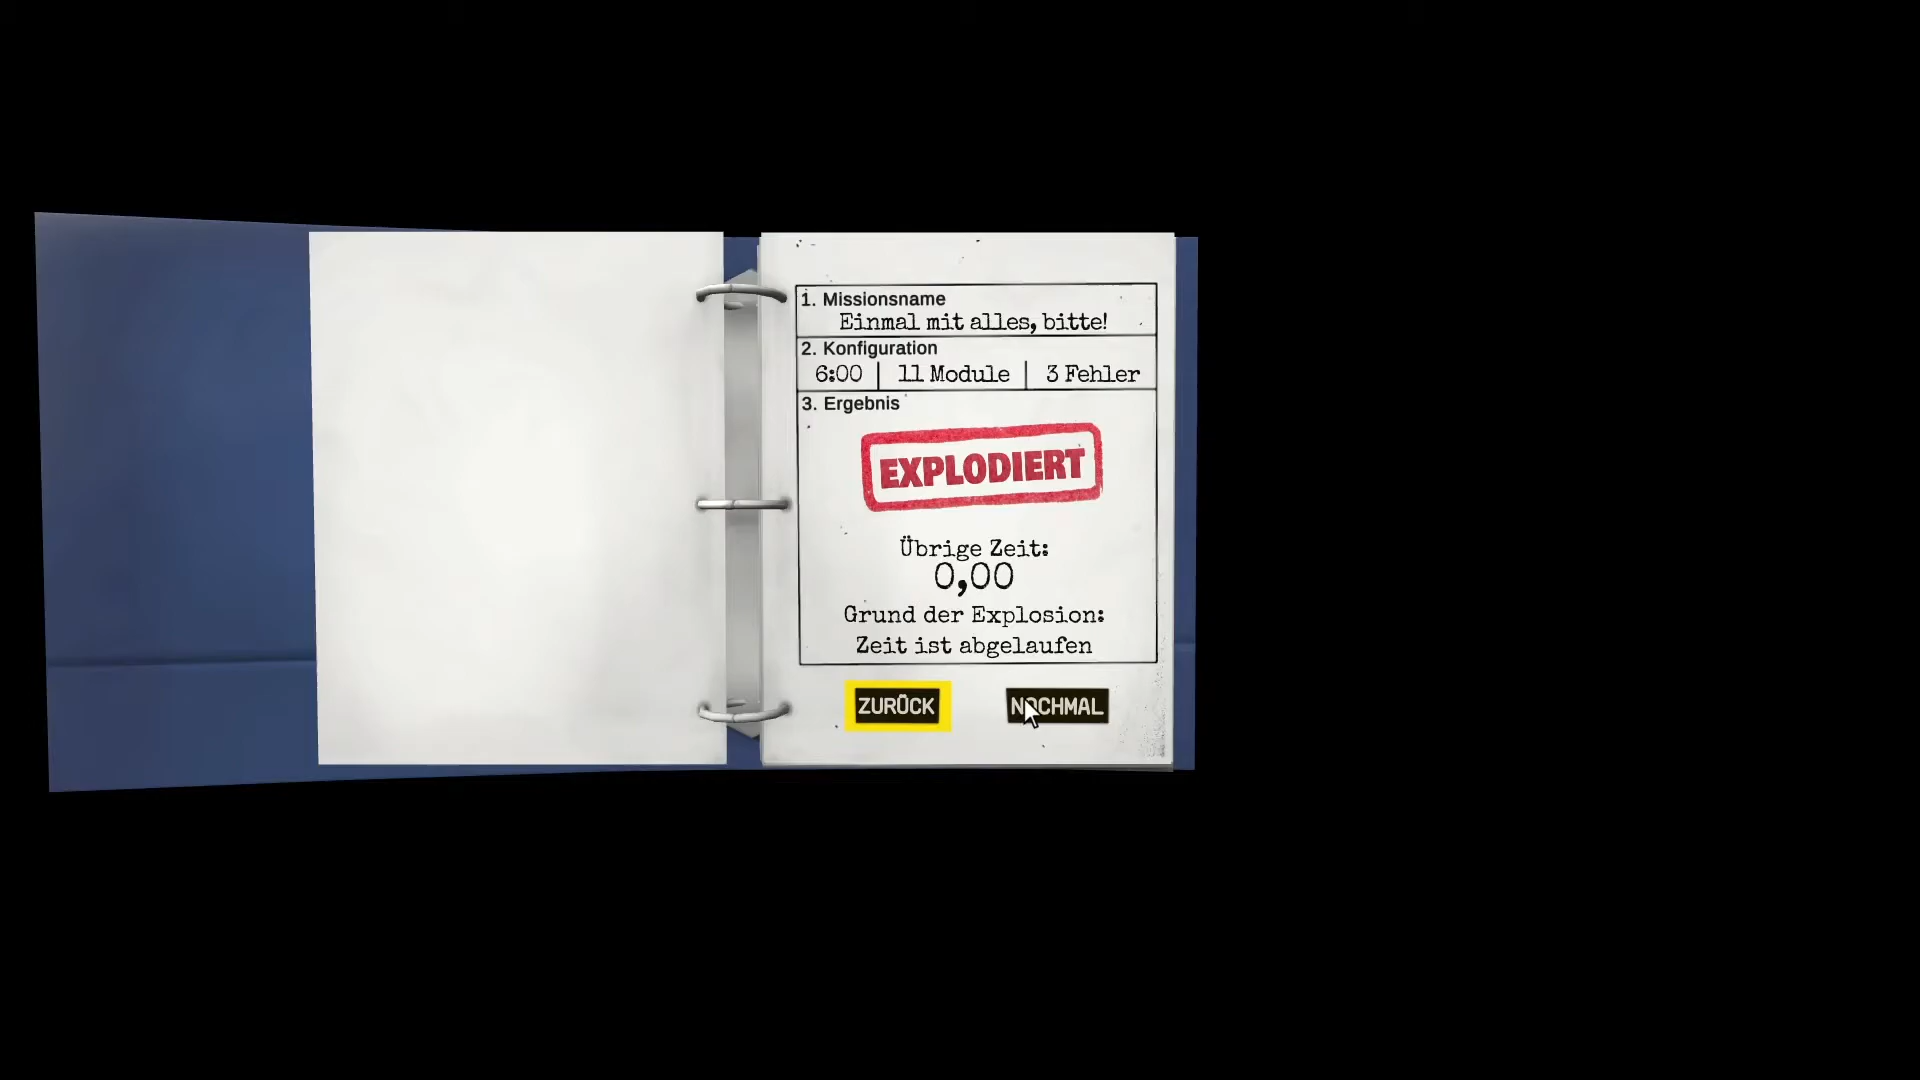 1. Missionsname
Einmal mit alles, bitte!
2. Konfiguration
6:00 | 11 Module | 3 Fehler
3. Ergebnis
EXPLODIERT
Übrige Zeit:
0,00
Grund der Explosion:
Zeit ist abgelaufen
ZURÜCK NOCHMAL